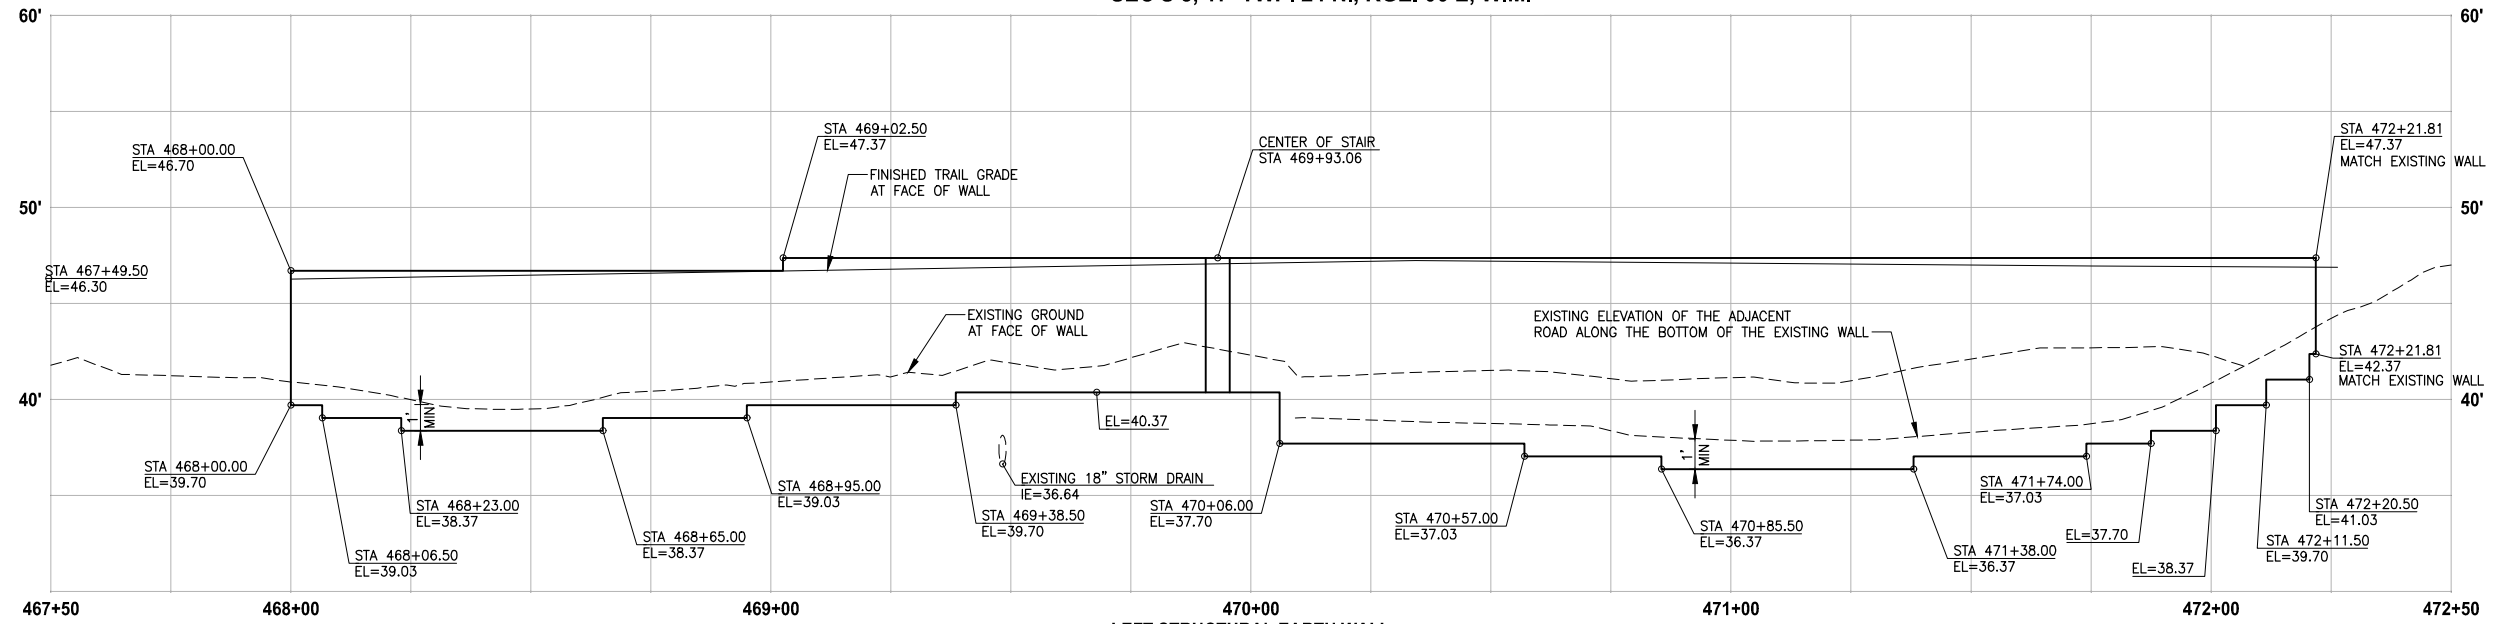 60'
60'
STA 469+02.50
EL=47.37
STA 472+21.81
EL=47.37
MATCH EXISTING WALL
CENTER OF STAIR
STA 469+93.06
STA 468+00.00
EL=46.70
FINISHED TRAIL GRADE
AT FACE OF WALL
50'
50'
STA 467+49.50
EL=46.30
EXISTING GROUND
AT FACE OF WALL
EXISTING ELEVATION OF THE ADJACENT
ROAD ALONG THE BOTTOM OF THE EXISTING WALL
STA 472+21.81
EL=42.37
MATCH EXISTING WALL
40'
40'
1'
MIN
EL=40.37
1'
MIN
STA 468+00.00
EL=39.70
EXISTING 18" STORM DRAIN
IE=36.64
STA 468+95.00
EL=39.03
STA 471+74.00
EL=37.03
STA 468+23.00
EL=38.37
STA 469+38.50
EL=39.70
STA 470+06.00
EL=37.70
STA 470+57.00
EL=37.03
STA 470+85.50
EL=36.37
STA 472+20.50
EL=41.03
STA 468+65.00
EL=38.37
EL=37.70
STA 472+11.50
EL=39.70
STA 468+06.50
EL=39.03
STA 471+38.00
EL=36.37
EL=38.37
467+50
468+00
469+00
470+00
471+00
472+00
472+50